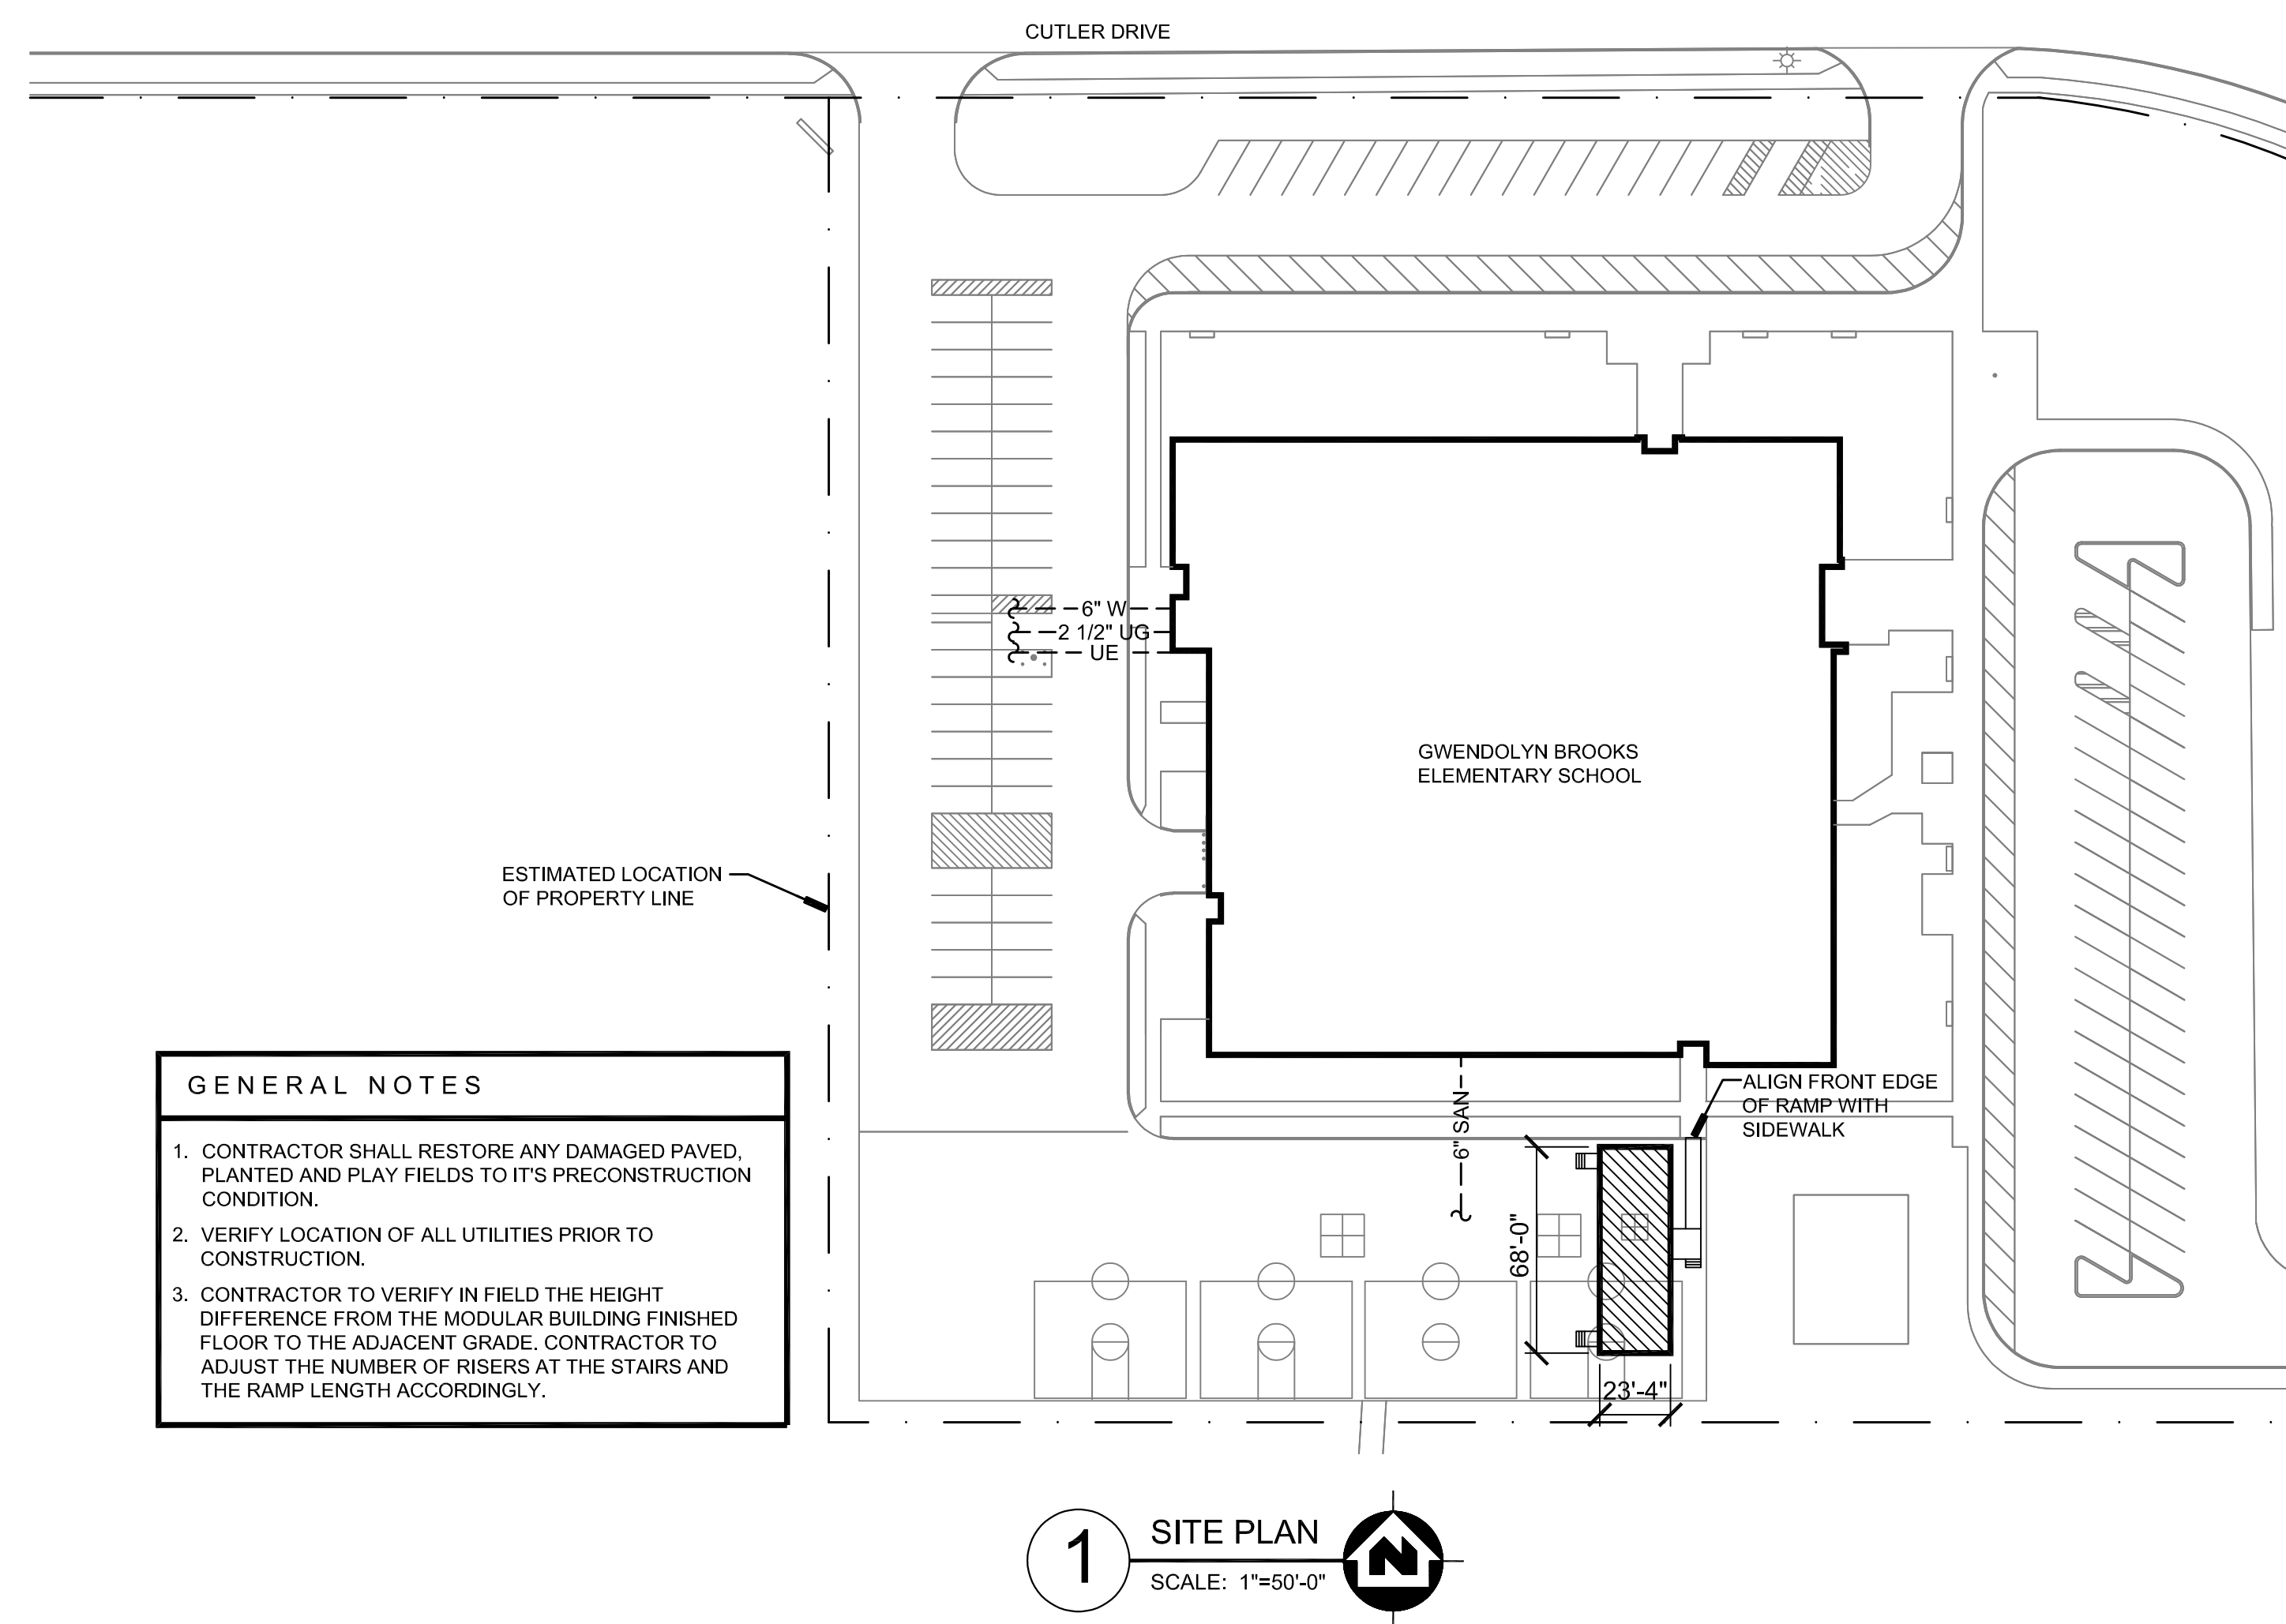 CUTLER DRIVE
6" W
2 1/2" UG
UE
GWENDOLYN BROOKS
ELEMENTARY SCHOOL
ESTIMATED LOCATION
OF PROPERTY LINE
GENERAL NOTES
1. CONTRACTOR SHALL RESTORE ANY DAMAGED PAVED,
PLANTED AND PLAY FIELDS TO IT'S PRECONSTRUCTION
CONDITION.
2. VERIFY LOCATION OF ALL UTILITIES PRIOR TO
CONSTRUCTION.
3. CONTRACTOR TO VERIFY IN FIELD THE HEIGHT
DIFFERENCE FROM THE MODULAR BUILDING FINISHED
FLOOR TO THE ADJACENT GRADE. CONTRACTOR TO
ADJUST THE NUMBER OF RISERS AT THE STAIRS AND
THE RAMP LENGTH ACCORDINGLY.
6" SAN
ALIGN FRONT EDGE
OF RAMP WITH
SIDEWALK
68'-0"
23'-4"
1
SITE PLAN
SCALE: 1"=50'-0"
N